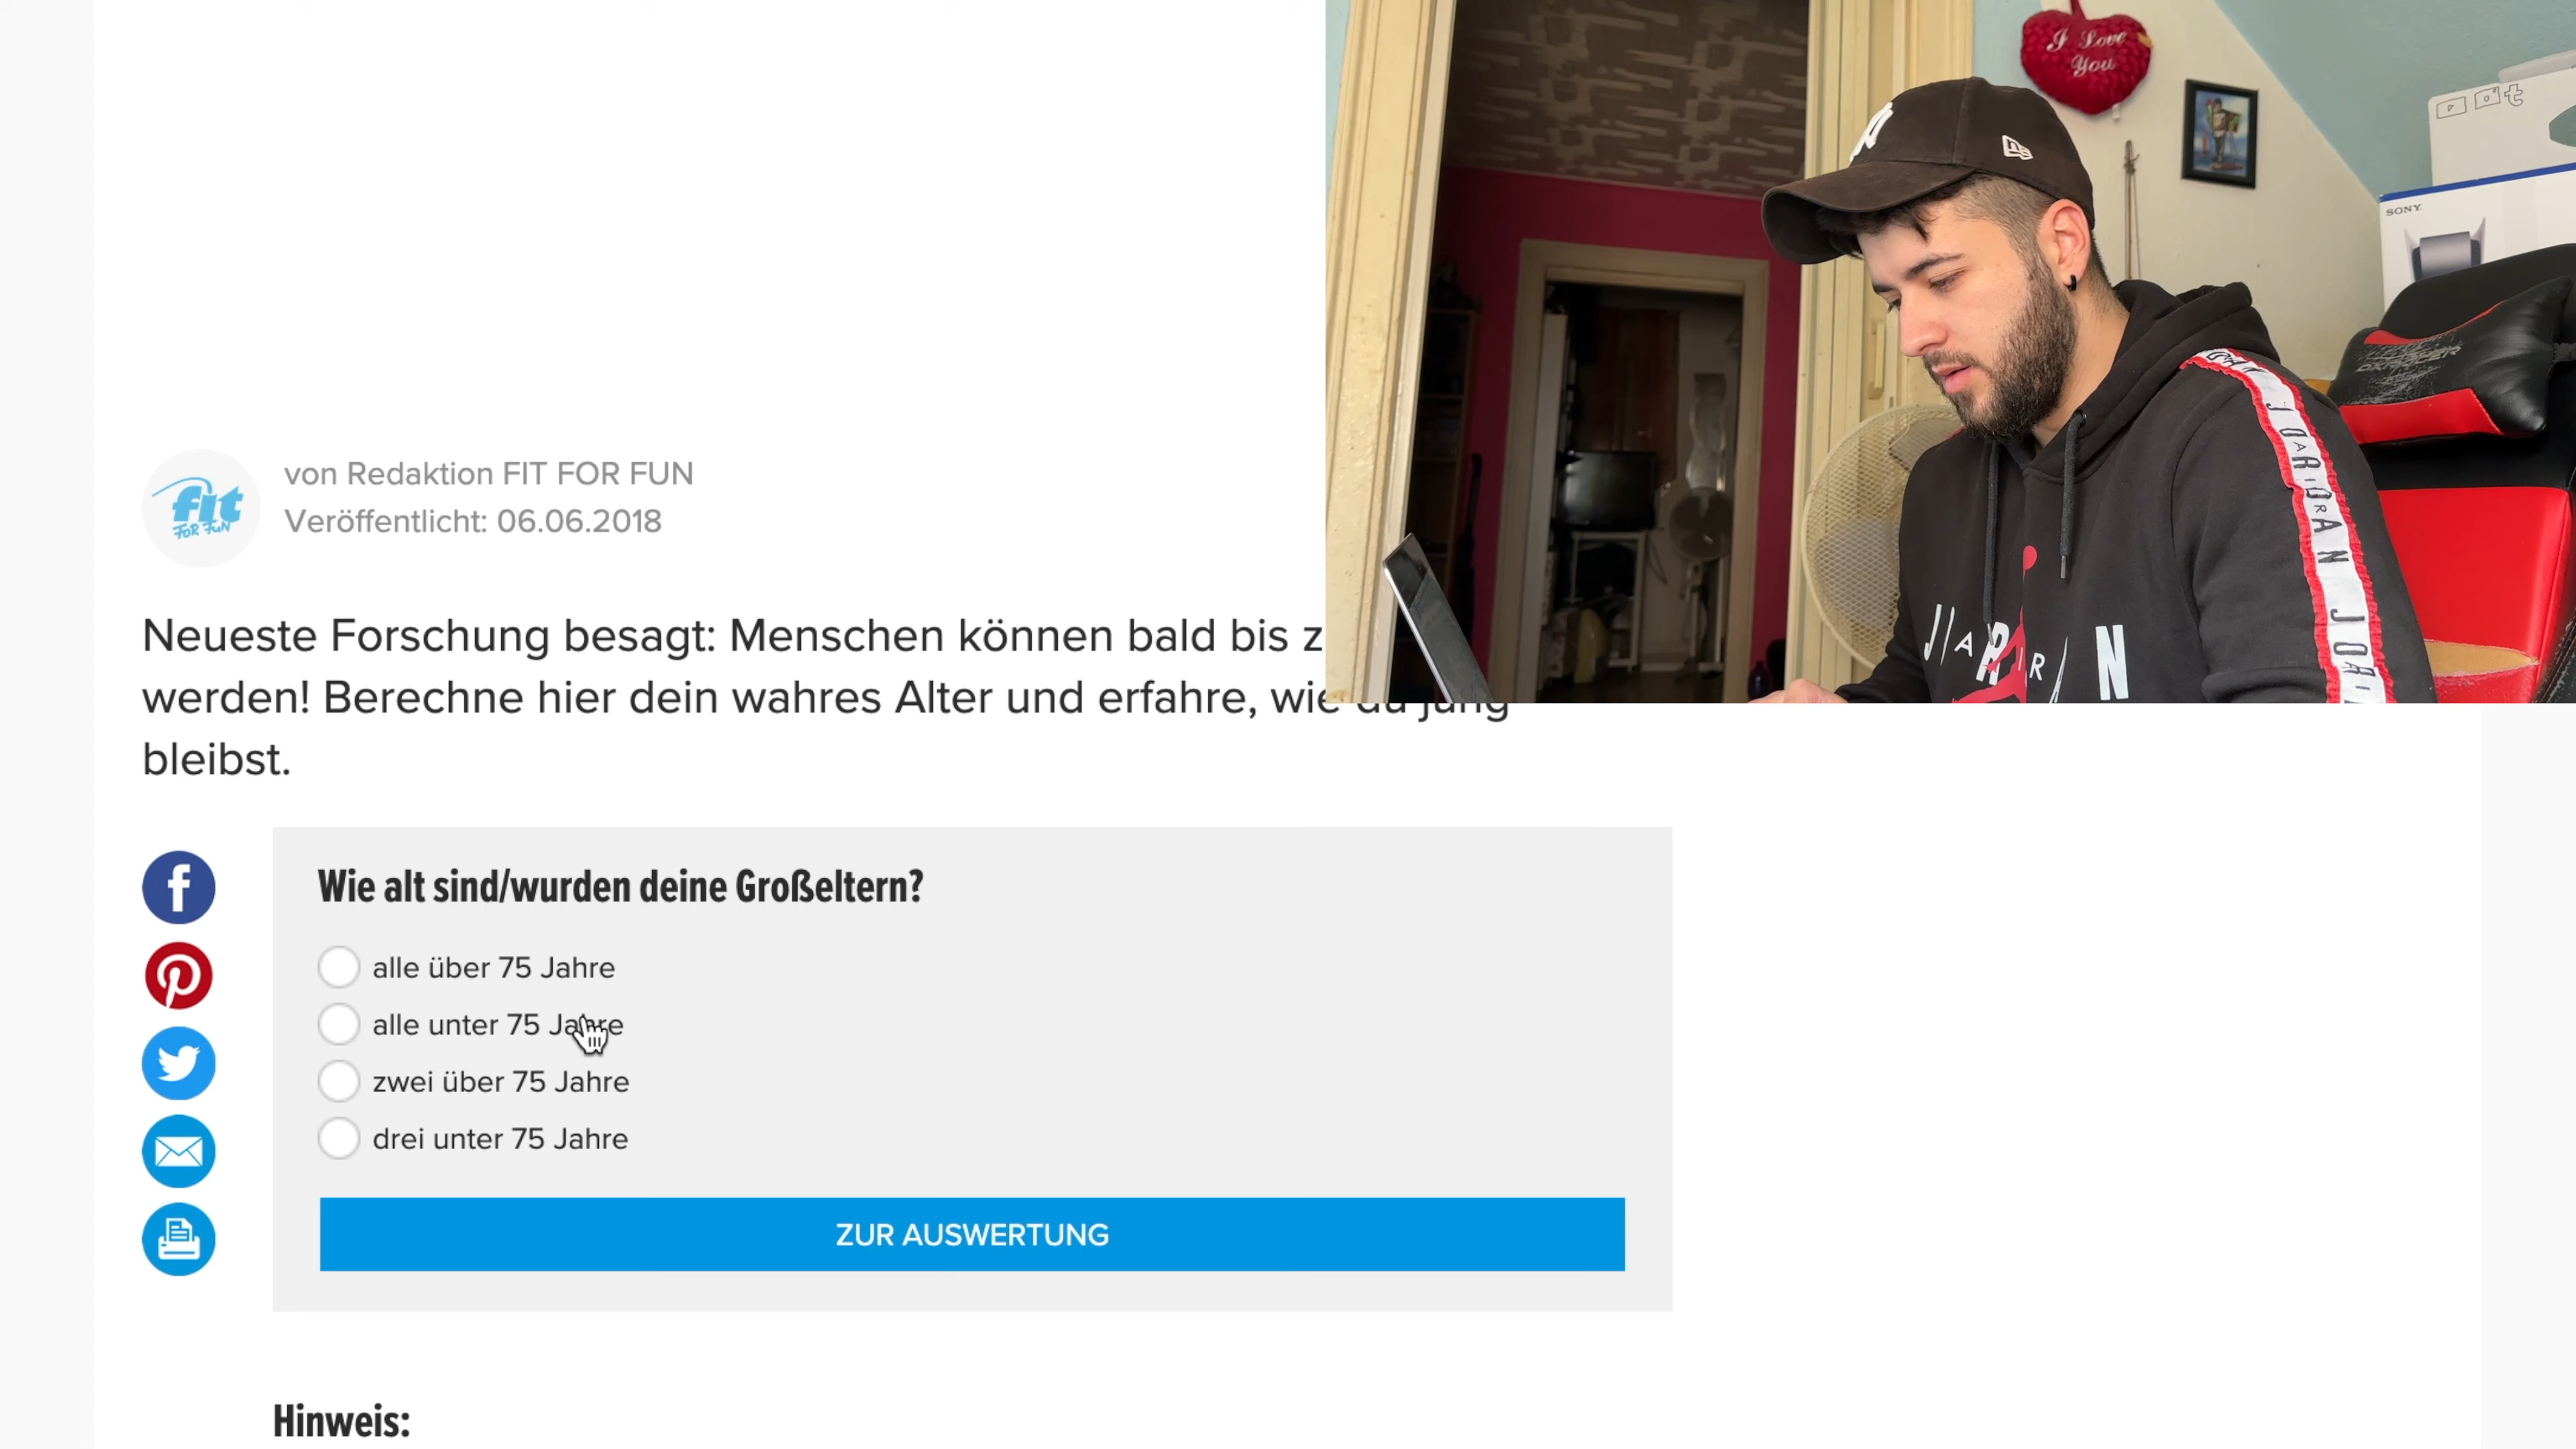 I Love
You
SONY
fit
FOR FUN
von Redaktion FIT FOR FUN
Veröffentlicht: 06.06.2018
Neueste Forschung besagt: Menschen können bald bis
werden! Berechne hier dein wahres Alter und erfahre, wie du jung
bleibst.
JORDAN
Wie alt sind/wurden deine Großeltern?
alle über 75 Jahre
alle unter 75 Jahre
zwei über 75 Jahre
drei unter 75 Jahre
ZUR AUSWERTUNG
Hinweis: